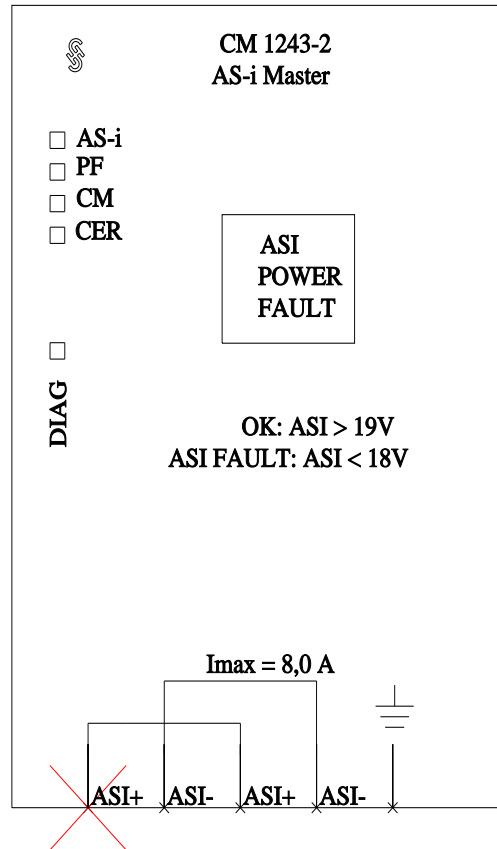 CM 1243-2
AS-i Master
AS-i
PF
CM
CER
ASI
POWER
FAULT
DIAG
OK: ASI > 19V
ASI FAULT: ASI < 18V
Imax = 8,0 A
ASI+ ASI- ASI+ ASI-